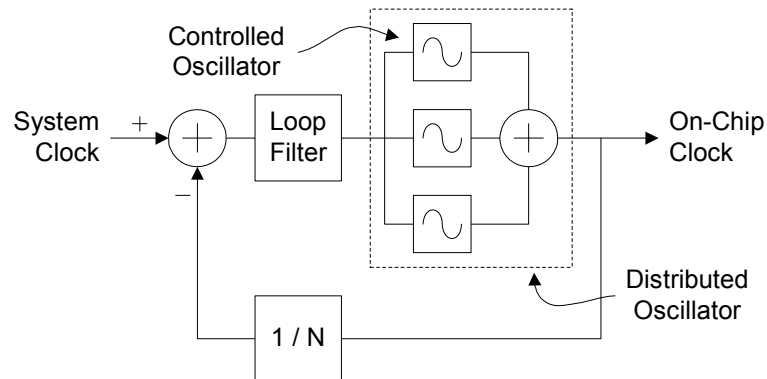 Controlled
Oscillator
System
Clock
+
−
+
Loop
Filter
+
On-Chip
Clock
Distributed
Oscillator
1 / N